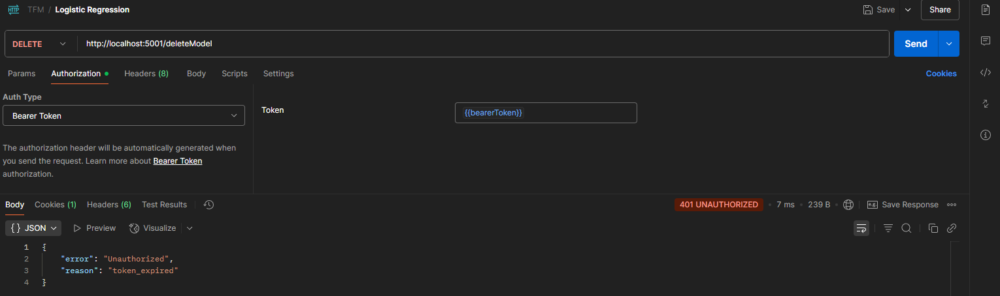 HTTP TFM / Logistic Regression Save Share
DELETE http://localhost:5001/deleteModel Send
Params Authorization Headers (8) Body Scripts Settings Cookies
Auth Type
Bearer Token
Token {{bearerToken}}
The authorization header will be automatically generated when
you send the request. Learn more about Bearer Token
authorization.
Body Cookies (1) Headers (6) Test Results 401 UNAUTHORIZED • 7 ms • 239 B • e.g. Save Response
{} JSON Preview Visualize
1 {
2 "error": "Unauthorized",
3 "reason": "token_expired"
4 }